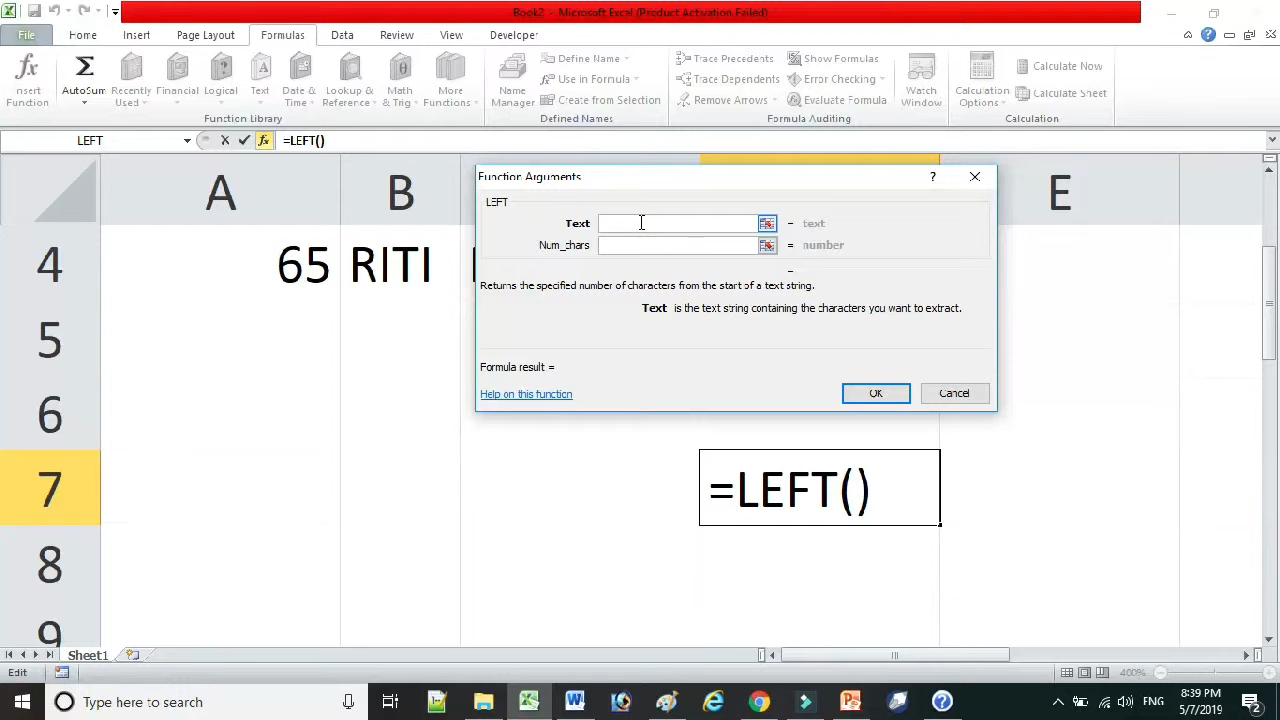 Book2 - Microsoft Excel (Product Activation Failed)
File Home Insert Page Layout Formulas Data Review View Developer
Insert Function
AutoSum
Recently Used
Financial
Logical
Text
Date & Time
Lookup & Reference
Math & Trig
More Functions
Function Library
Name Manager
Define Name
Use in Formula
Create from Selection
Defined Names
Trace Precedents
Trace Dependents
Remove Arrows
Show Formulas
Error Checking
Evaluate Formula
Formula Auditing
Watch Window
Calculation Options
Calculate Now
Calculate Sheet
Calculation
LEFT fx =LEFT()
A B E
Function Arguments ?
LEFT
Text = text
Num_chars = number
=
Returns the specified number of characters from the start of a text string.
Text is the text string containing the characters you want to extract.
Formula result =
Help on this function
OK Cancel
4 65 RITI
5
6
7 =LEFT()
8
9
Sheet1
Edit 400%
Type here to search
ENG
8:39 PM
5/7/2019
2